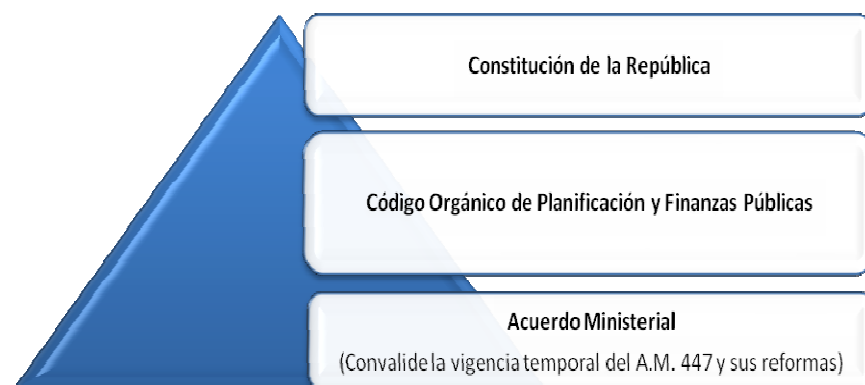 Constitución de la República
Código Orgánico de Planificación y Finanzas Públicas
Acuerdo Ministerial
(Convalide la vigencia temporal del A.M. 447 y sus reformas)